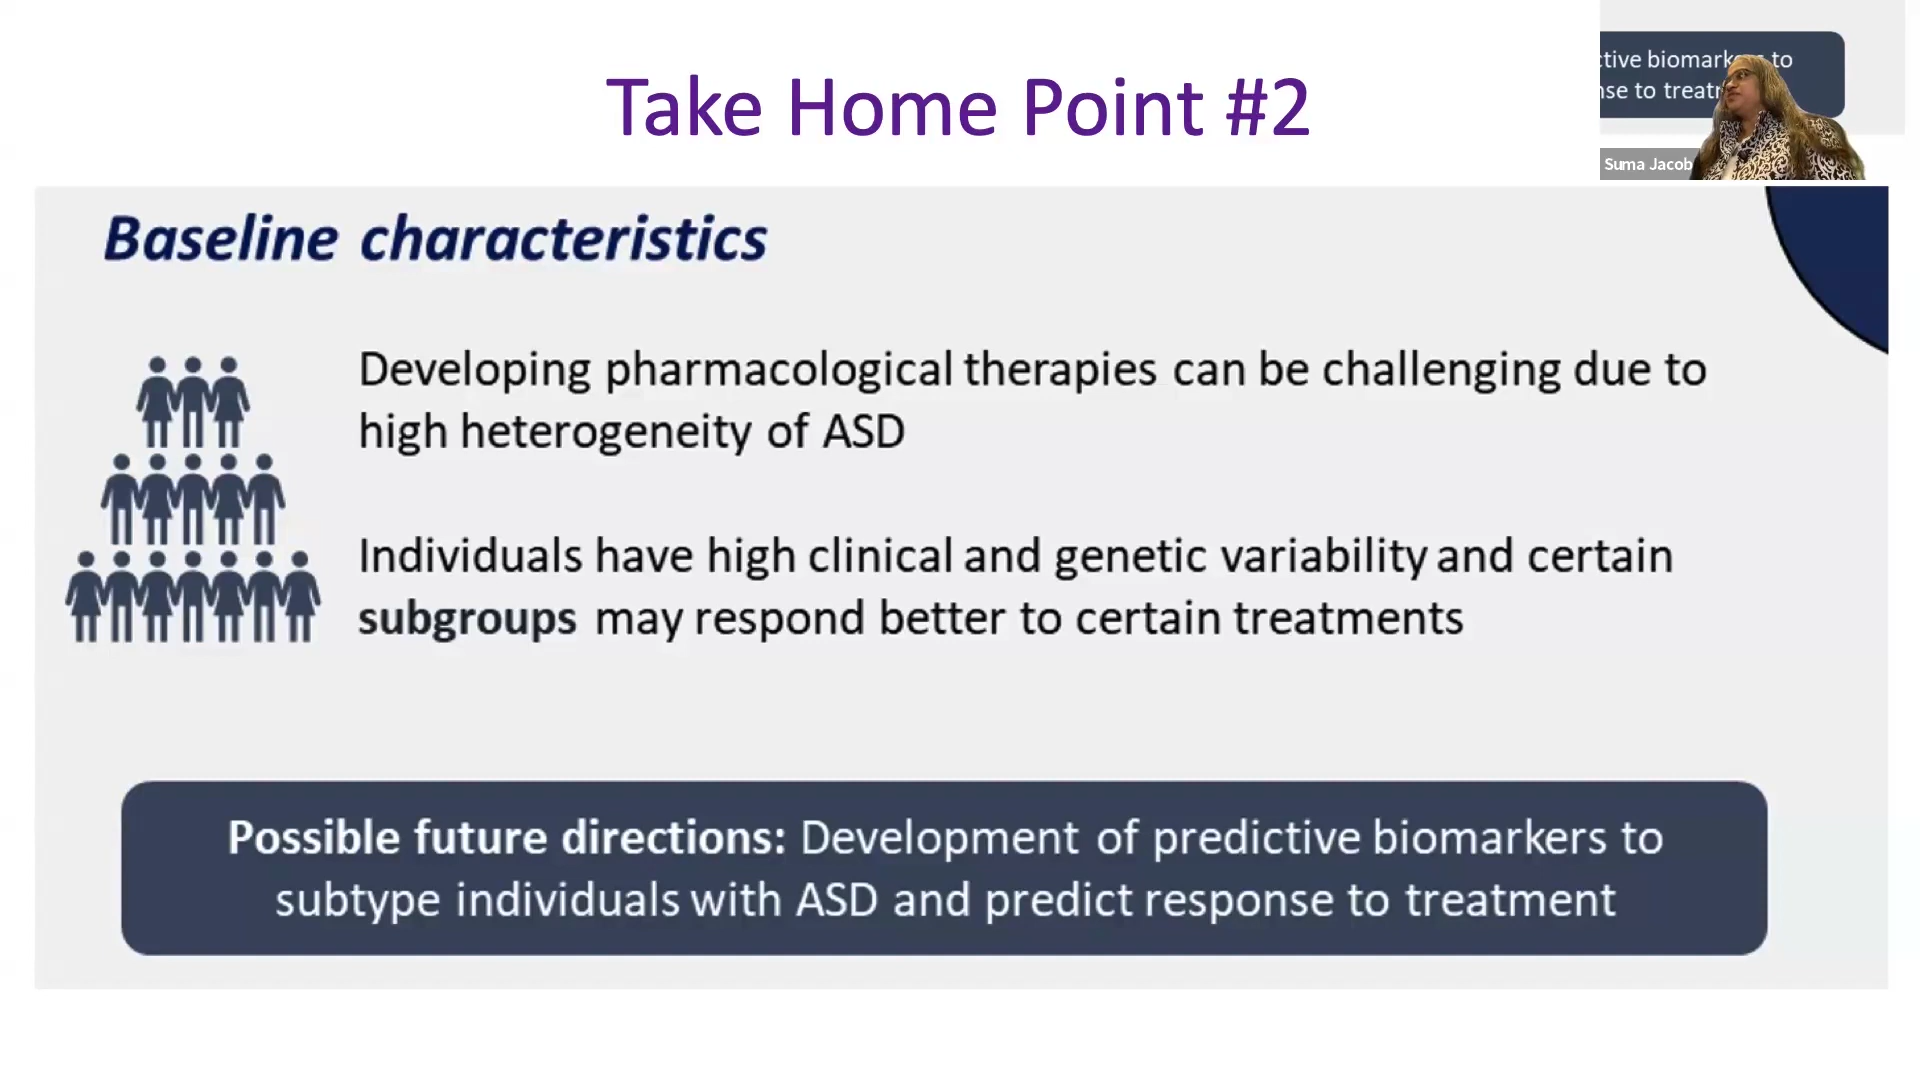 Take Home Point #2
ctive biomarkers to
nse to treat
Suma Jacob
Baseline characteristics
Developing pharmacological therapies can be challenging due to
high heterogeneity of ASD
Individuals have high clinical and genetic variability and certain
subgroups may respond better to certain treatments
Possible future directions: Development of predictive biomarkers to
subtype individuals with ASD and predict response to treatment